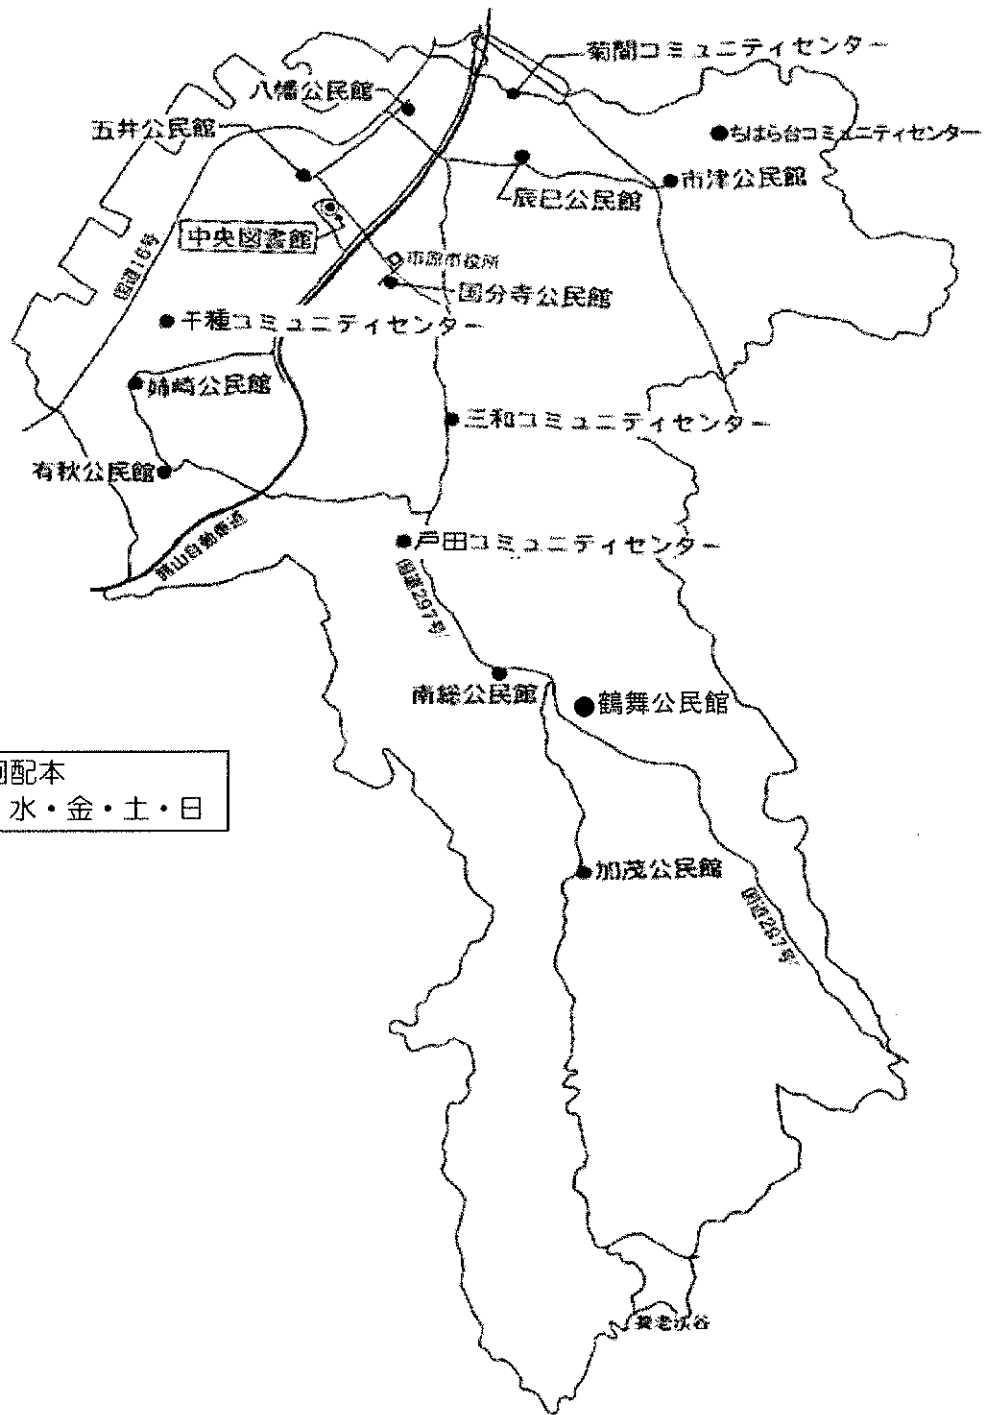 菊間コミュニティセンター
八幡公民館
五井公民館
ちはら台コミュニティセンター
市津公民館
辰巳公民館
中央図書館
国道16号
市原市役所
国分寺公民館
千種コミュニティセンター
姉崎公民館
三和コミュニティセンター
有秋公民館
戸田コミュニティセンター
国道297号
南総公民館
鶴舞公民館
配本
水・金・土・日
加茂公民館
国道297号
養老渓谷